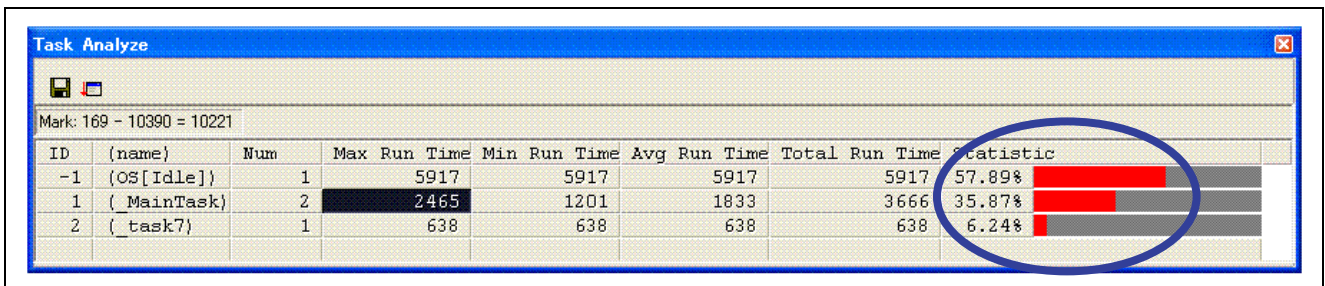 Task Analyze
Mark: 169 - 10390 = 10221
ID (name) Num Max Run Time Min Run Time Avg Run Time Total Run Time Statistic
-1 (OS[Idle]) 1 5917 5917 5917 5917 57.89%
1 (_MainTask) 2 2465 1201 1833 3666 35.87%
2 (_task7) 1 638 638 638 638 6.24%